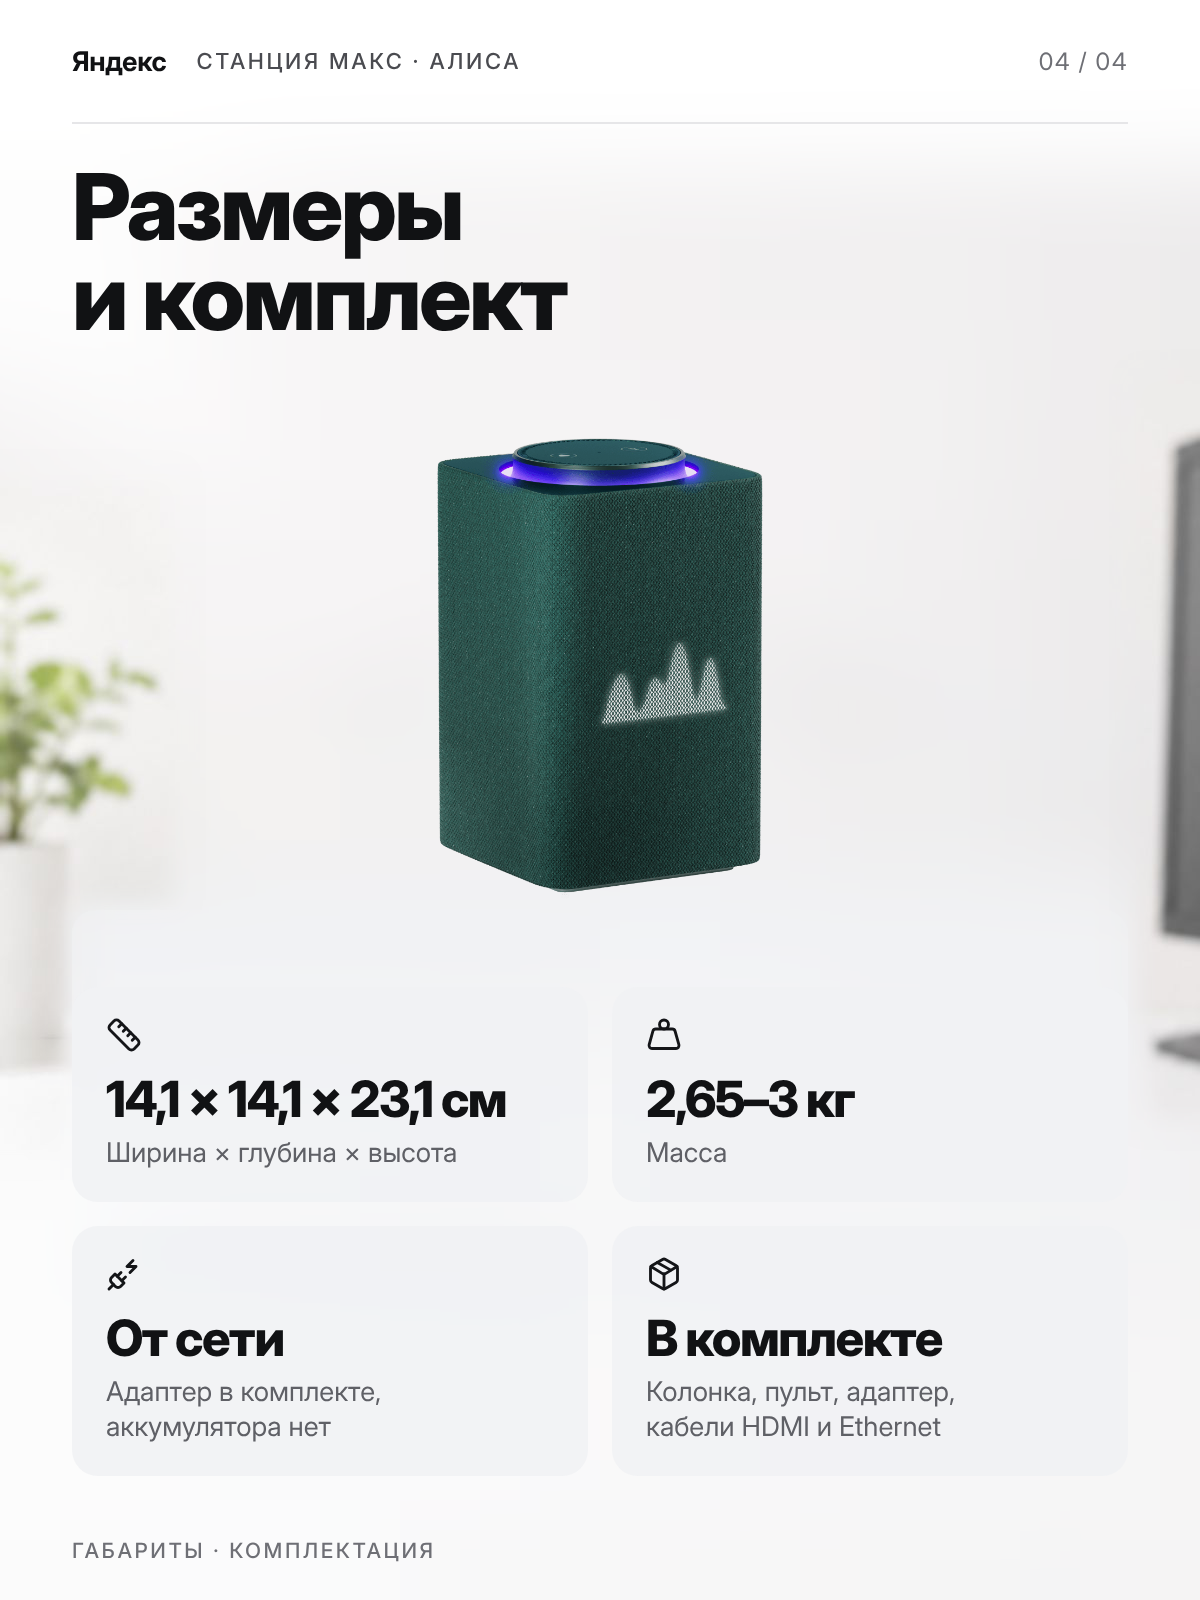 Яндекс СТАНЦИЯ МАКС · АЛИСА 04 / 04
Размеры
и комплект
14,1 × 14,1 × 23,1 см
Ширина × глубина × высота
2,65–3 кг
Масса
От сети
Адаптер в комплекте,
аккумулятора нет
В комплекте
Колонка, пульт, адаптер,
кабели HDMI и Ethernet
ГАБАРИТЫ · КОМПЛЕКТАЦИЯ